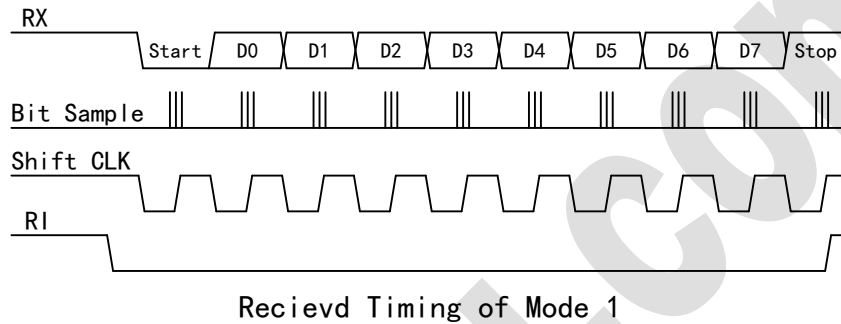 RX
Start D0 D1 D2 D3 D4 D5 D6 D7 Stop
Bit Sample
Shift CLK
RI
Recievd Timing of Mode 1